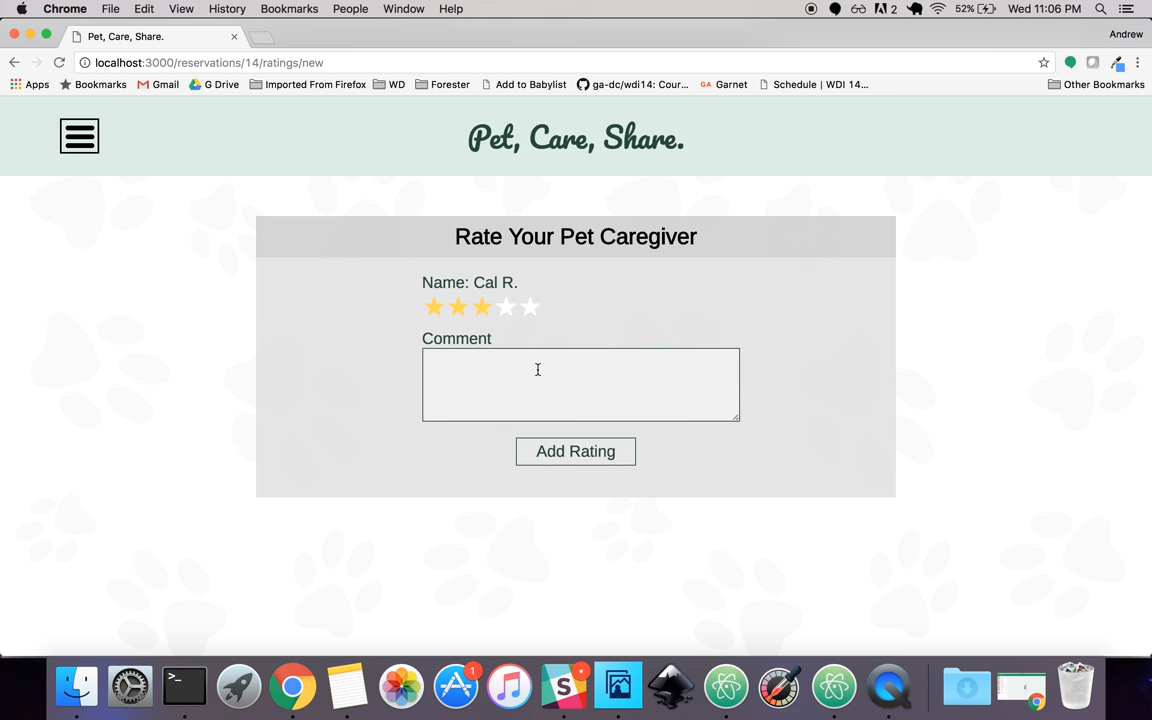 Chrome File Edit View History Bookmarks People Window Help 2 52% Wed 11:06 PM
Pet, Care, Share. Andrew
localhost:3000/reservations/14/ratings/new
Apps Bookmarks Gmail G Drive Imported From Firefox WD Forester Add to Babylist ga-dc/wdi14: Cour... GA Garnet Schedule | WDI 14... Other Bookmarks
Pet, Care, Share.
Rate Your Pet Caregiver
Name: Cal R.
Comment
Add Rating
1
S